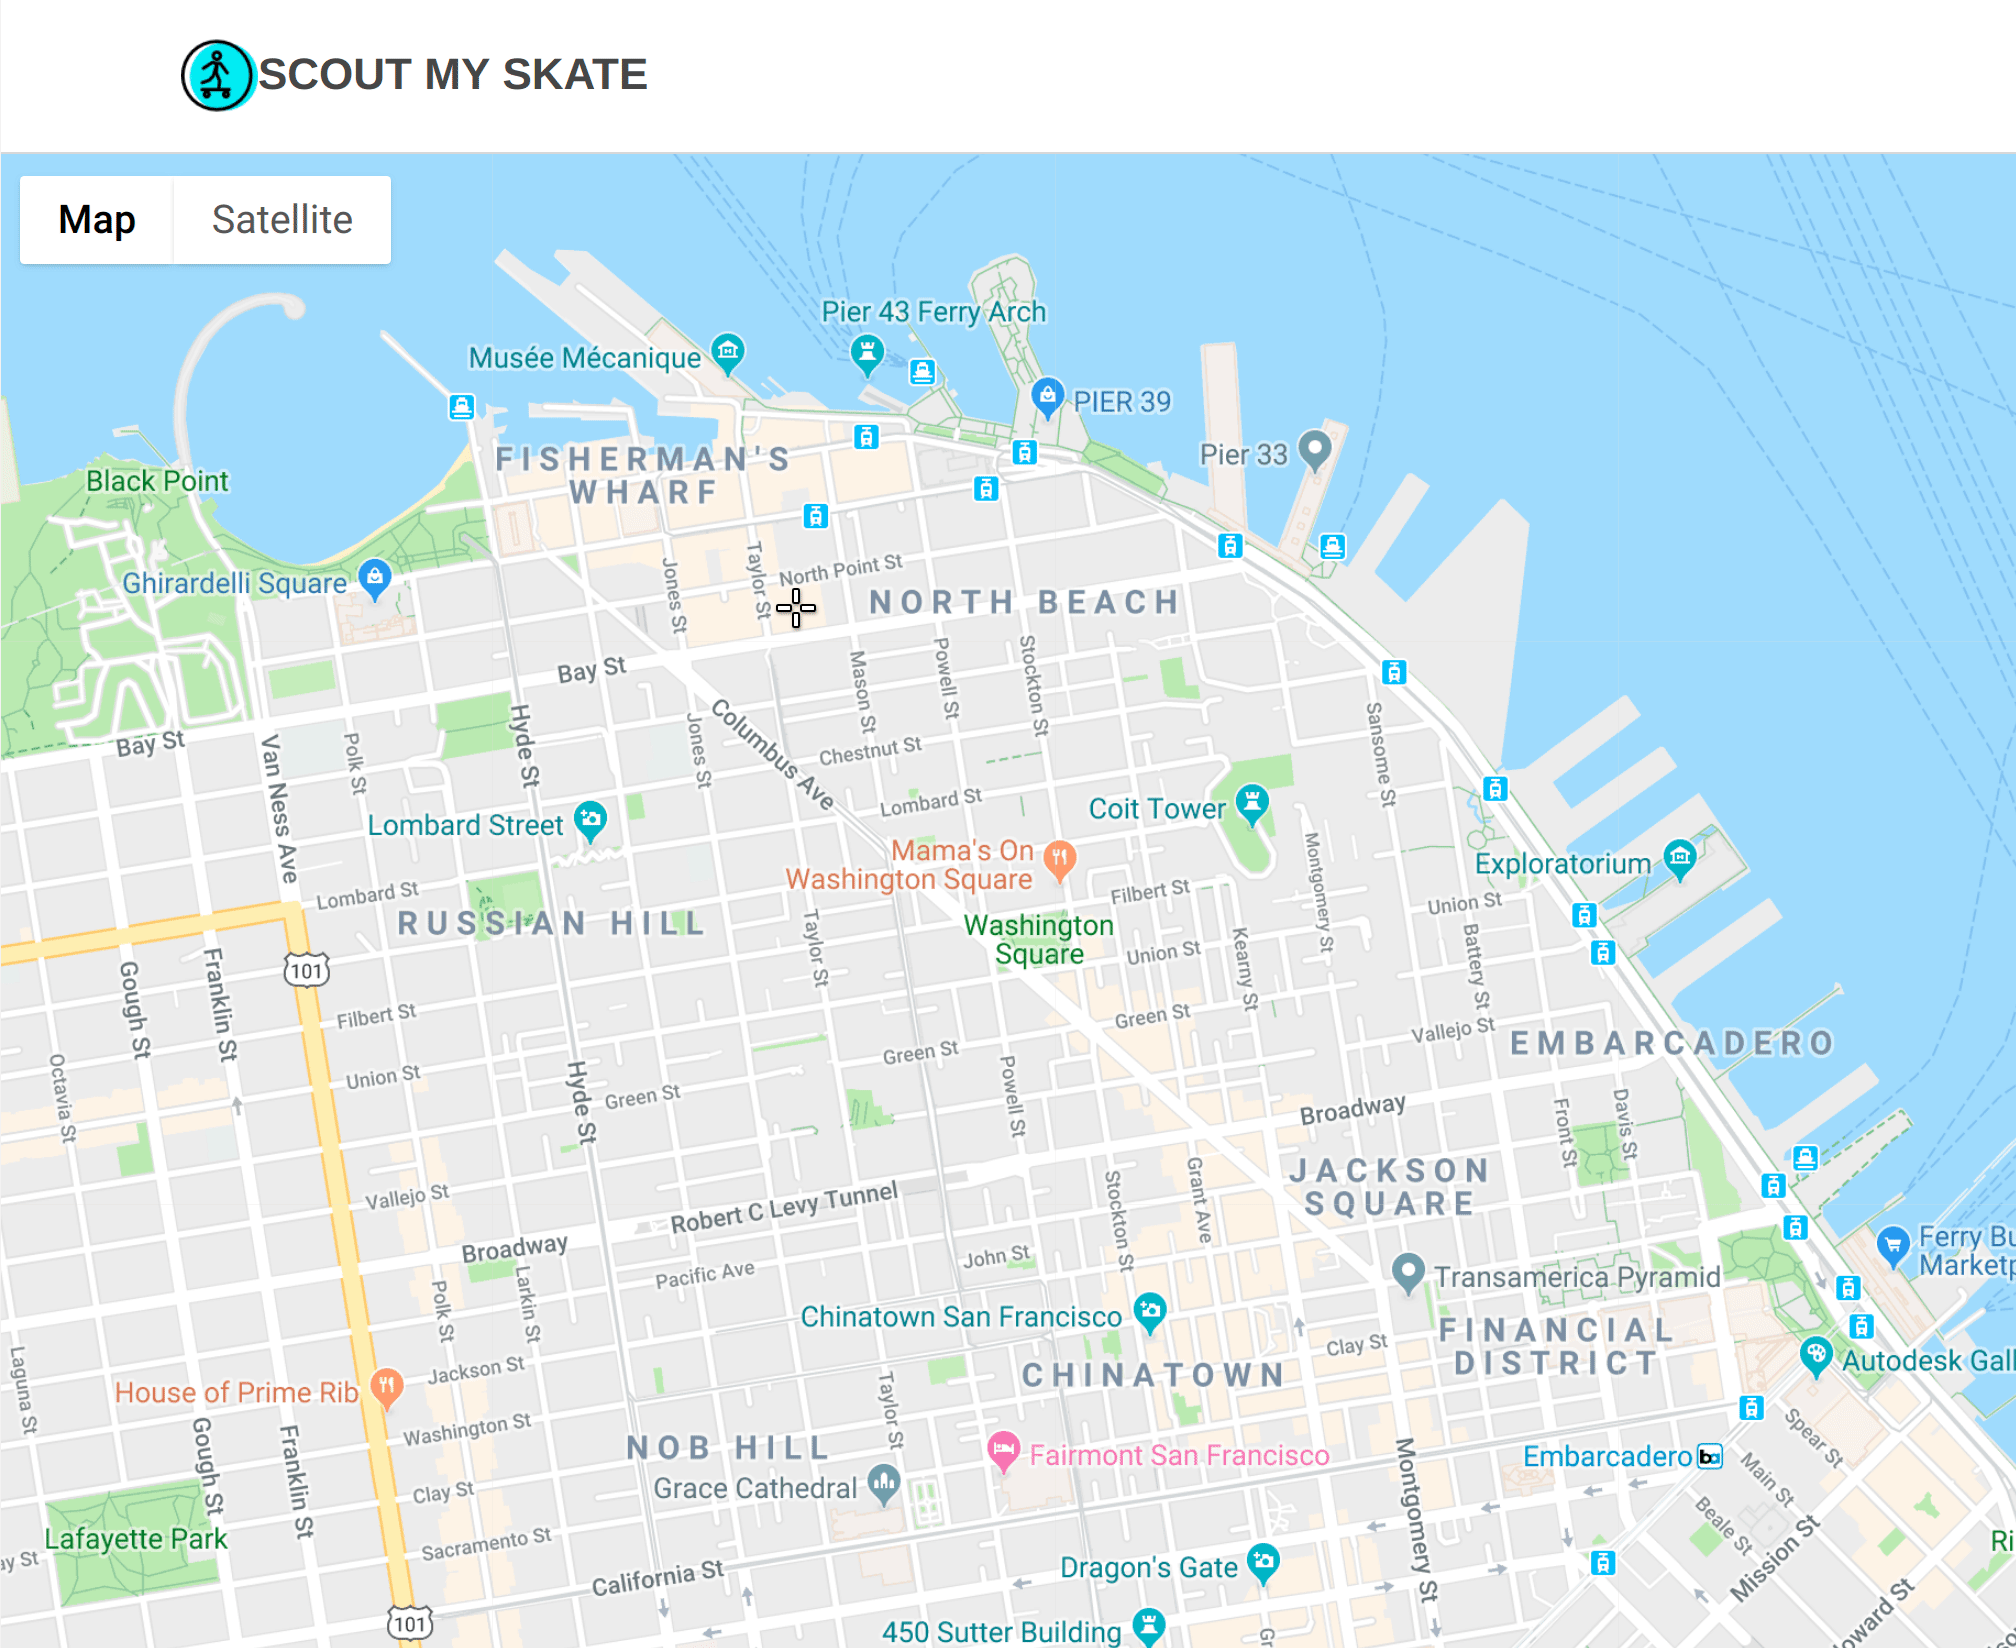 SCOUT MY SKATE
Map
Satellite
Pier 43 Ferry Arch
Musée Mécanique
PIER 39
Pier 33
FISHERMAN'S
WHARF
Black Point
Ghirardelli Square
Jones St
Taylor St
North Point St
NORTH BEACH
Bay St
Mason St
Powell St
Stockton St
Bay St
Van Ness Ave
Polk St
Hyde St
Jones St
Columbus Ave
Chestnut St
Sansome St
Lombard St
Lombard Street
Coit Tower
Mama's On
Washington Square
Exploratorium
Montgomery St
Lombard St
RUSSIAN HILL
Filbert St
Union St
Washington
Square
Taylor St
Union St
Kearny St
Battery St
101
Gough St
Franklin St
Filbert St
Green St
Vallejo St
EMBARCADERO
Octavia St
Union St
Green St
Hyde St
Green St
Powell St
Broadway
Front St
Davis St
JACKSON
SQUARE
Vallejo St
Robert C Levy Tunnel
Stockton St
Grant Ave
Broadway
Pacific Ave
John St
Ferry Bu
Marketp
Transamerica Pyramid
Polk St
Larkin St
Chinatown San Francisco
Clay St
FINANCIAL
DISTRICT
Autodesk Gall
Laguna St
House of Prime Rib
Jackson St
CHINATOWN
Washington St
Gough St
Franklin St
NOB HILL
Taylor St
Fairmont San Francisco
Grace Cathedral
Montgomery St
Embarcadero
ba
Spear St
Main St
Beale St
Mission St
Clay St
Lafayette Park
ay St
Sacramento St
California St
Dragon's Gate
Ri
oward St
101
450 Sutter Building
Gr